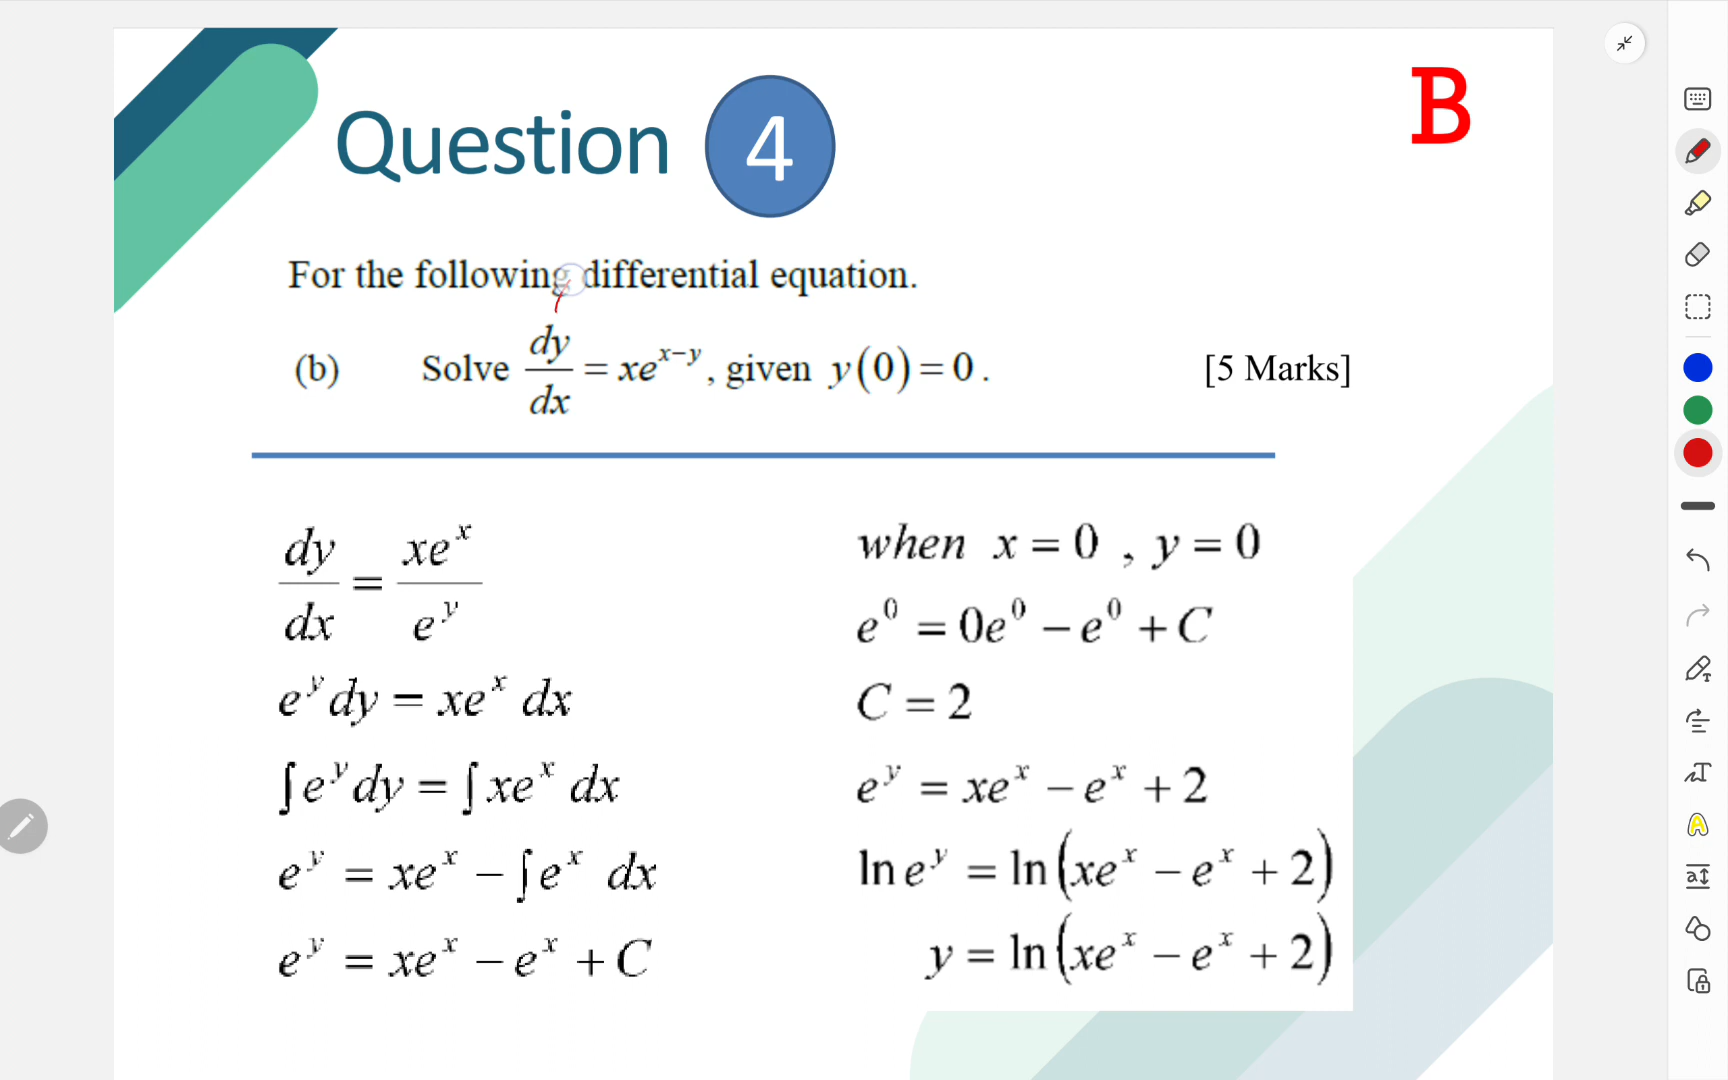 Question 4
B
For the following differential equation.
(b) Solve dy/dx = xe^{x−y}, given y(0) = 0. [5 Marks]
dy/dx = xe^x/e^y
e^y dy = xe^x dx
∫e^y dy = ∫xe^x dx
e^y = xe^x − ∫e^x dx
e^y = xe^x − e^x + C
when x = 0 , y = 0
e^0 = 0e^0 − e^0 + C
C = 2
e^y = xe^x − e^x + 2
ln e^y = ln(xe^x − e^x + 2)
y = ln(xe^x − e^x + 2)